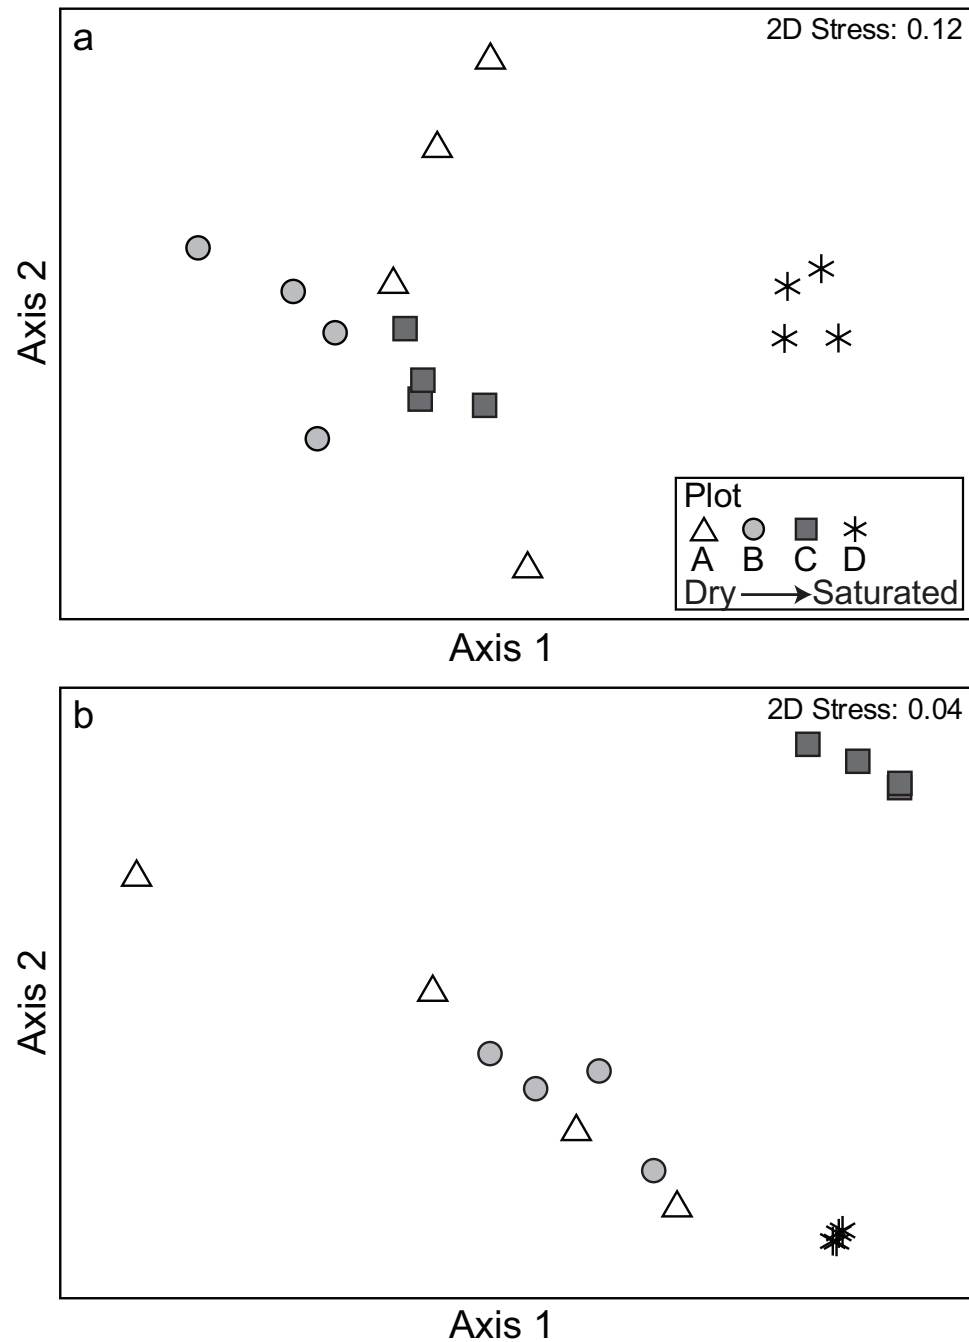 a
2D Stress: 0.12
Axis 2
Plot
A B C D
Dry Saturated
Axis 1
b
2D Stress: 0.04
Axis 2
Axis 1